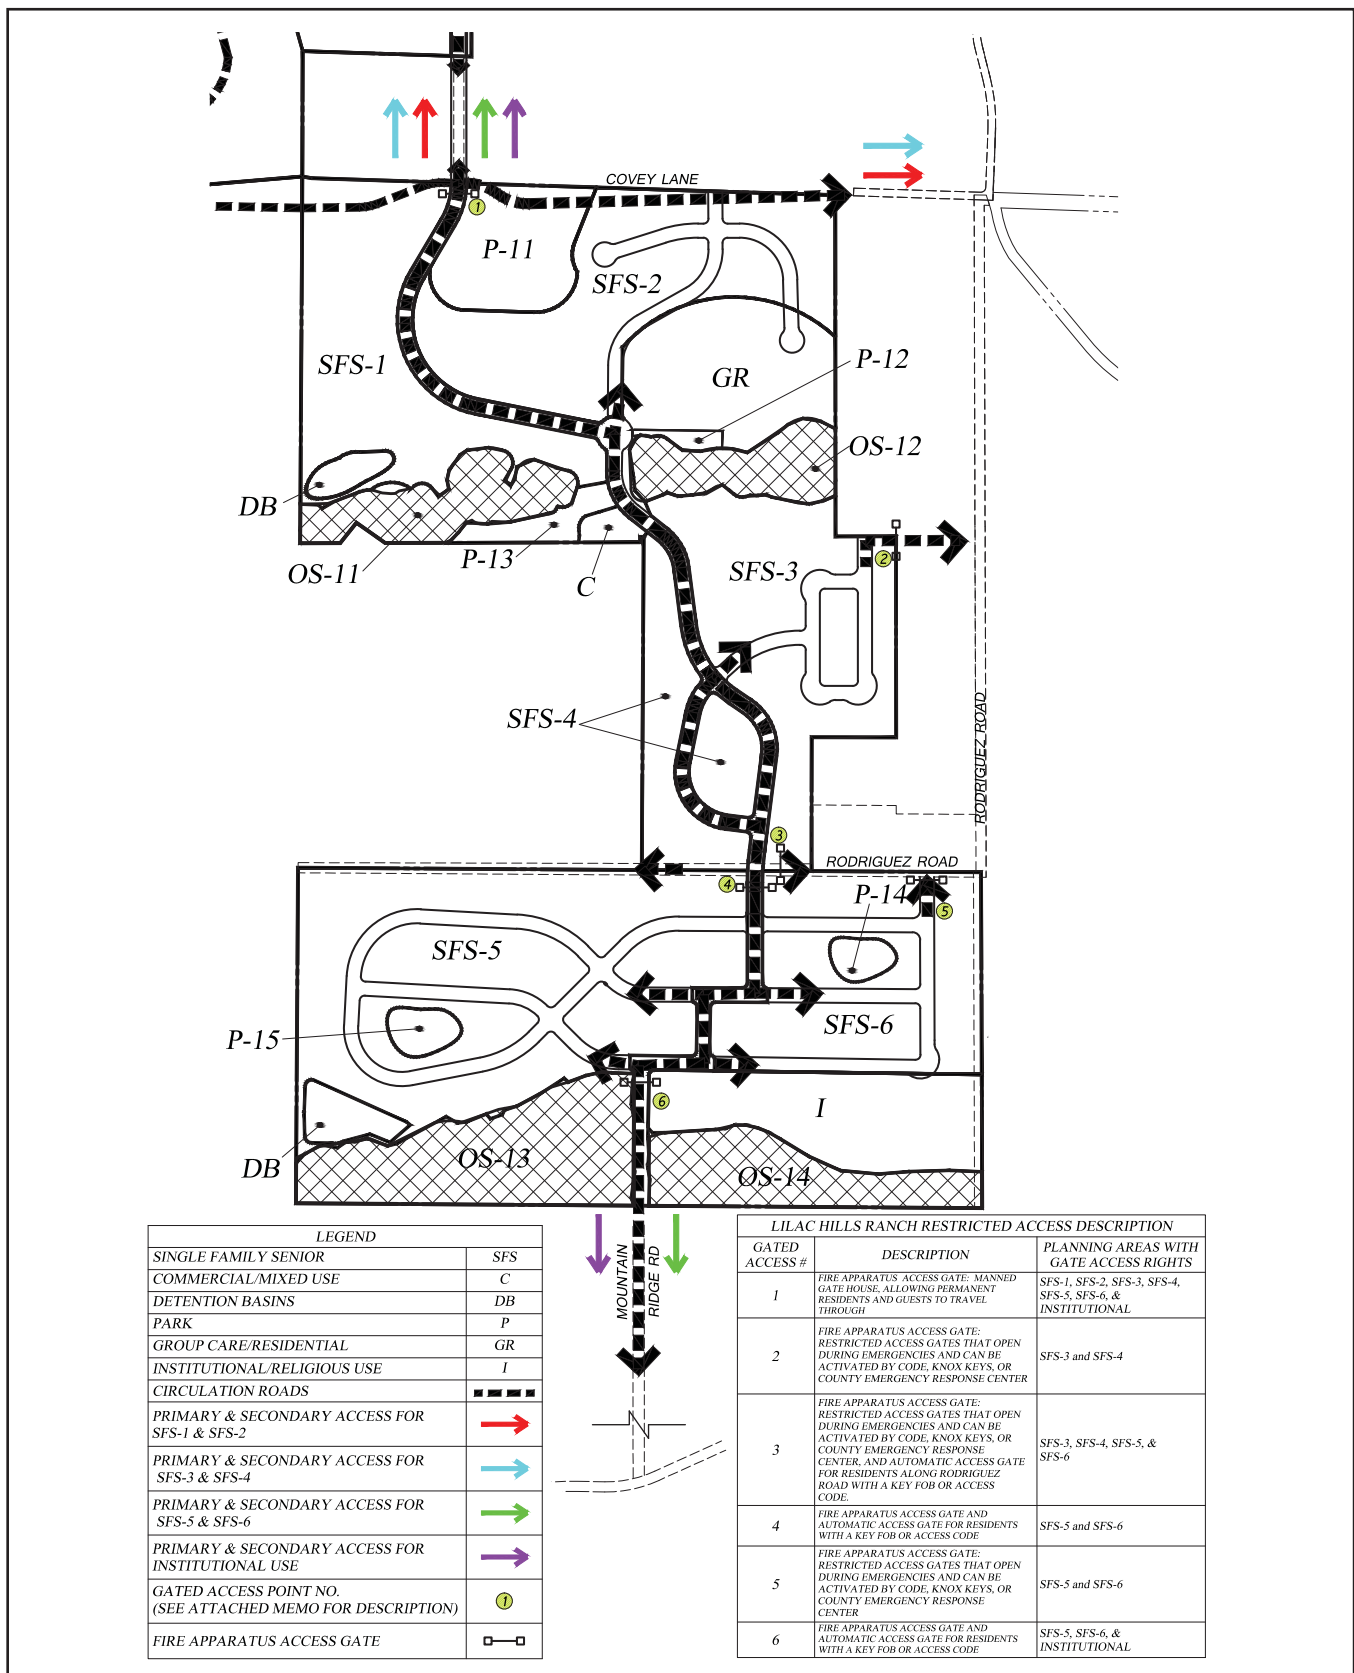 COVEY LANE
1
P-11
SFS-2
SFS-1
P-12
GR
OS-12
DB
P-13
OS-11
C
SFS-3
2
SFS-4
RODRIGUEZ ROAD
3
RODRIGUEZ ROAD
4
P-14
5
SFS-5
SFS-6
P-15
6
I
OS-13
DB
OS-14
MOUNTAIN
RIDGE RD
LEGEND
SINGLE FAMILY SENIOR SFS
COMMERCIAL/MIXED USE C
DETENTION BASINS DB
PARK P
GROUP CARE/RESIDENTIAL GR
INSTITUTIONAL/RELIGIOUS USE I
CIRCULATION ROADS
PRIMARY & SECONDARY ACCESS FOR
SFS-1 & SFS-2
PRIMARY & SECONDARY ACCESS FOR
SFS-3 & SFS-4
PRIMARY & SECONDARY ACCESS FOR
SFS-5 & SFS-6
PRIMARY & SECONDARY ACCESS FOR
INSTITUTIONAL USE
GATED ACCESS POINT NO.
(SEE ATTACHED MEMO FOR DESCRIPTION) 1
FIRE APPARATUS ACCESS GATE
LILAC HILLS RANCH RESTRICTED ACCESS DESCRIPTION
GATED
ACCESS #
DESCRIPTION
PLANNING AREAS WITH
GATE ACCESS RIGHTS
1
FIRE APPARATUS ACCESS GATE: MANNED
GATE HOUSE, ALLOWING PERMANENT
RESIDENTS AND GUESTS TO TRAVEL
THROUGH
SFS-1, SFS-2, SFS-3, SFS-4,
SFS-5, SFS-6, &
INSTITUTIONAL
2
FIRE APPARATUS ACCESS GATE:
RESTRICTED ACCESS GATES THAT OPEN
DURING EMERGENCIES AND CAN BE
ACTIVATED BY CODE, KNOX KEYS, OR
COUNTY EMERGENCY RESPONSE CENTER
SFS-3 and SFS-4
3
FIRE APPARATUS ACCESS GATE:
RESTRICTED ACCESS GATES THAT OPEN
DURING EMERGENCIES AND CAN BE
ACTIVATED BY CODE, KNOX KEYS, OR
COUNTY EMERGENCY RESPONSE
CENTER, AND AUTOMATIC ACCESS GATE
FOR RESIDENTS ALONG RODRIGUEZ
ROAD WITH A KEY FOB OR ACCESS
CODE.
SFS-3, SFS-4, SFS-5, &
SFS-6
4
FIRE APPARATUS ACCESS GATE AND
AUTOMATIC ACCESS GATE FOR RESIDENTS
WITH A KEY FOB OR ACCESS CODE
SFS-5 and SFS-6
5
FIRE APPARATUS ACCESS GATE:
RESTRICTED ACCESS GATES THAT OPEN
DURING EMERGENCIES AND CAN BE
ACTIVATED BY CODE, KNOX KEYS, OR
COUNTY EMERGENCY RESPONSE
CENTER
SFS-5 and SFS-6
6
FIRE APPARATUS ACCESS GATE AND
AUTOMATIC ACCESS GATE FOR RESIDENTS
WITH A KEY FOB OR ACCESS CODE
SFS-5, SFS-6, &
INSTITUTIONAL